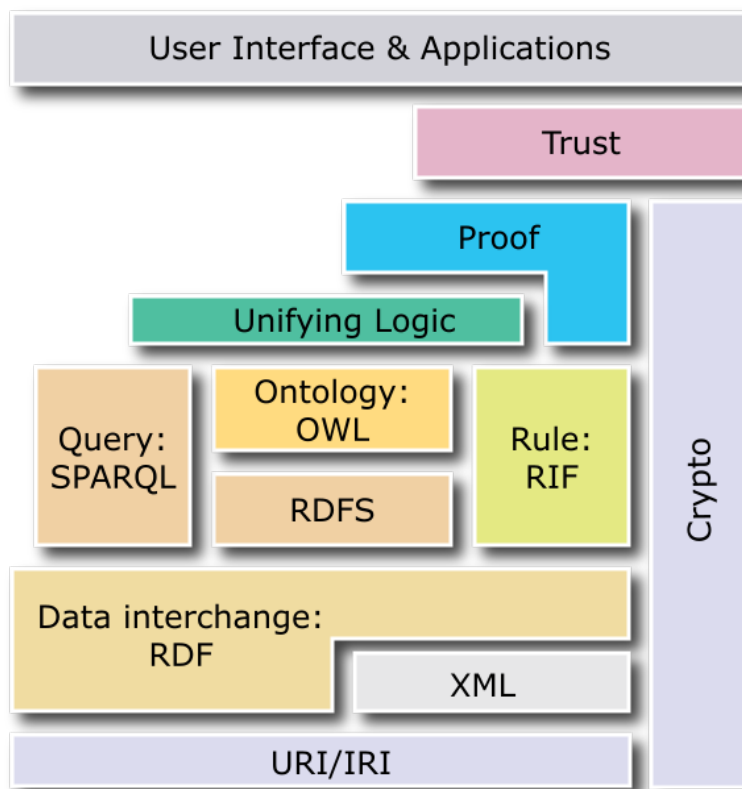 User Interface & Applications
Trust
Proof
Unifying Logic
Query:
SPARQL
Ontology:
OWL
Rule:
RIF
RDFS
Crypto
Data interchange:
RDF
XML
URI/IRI